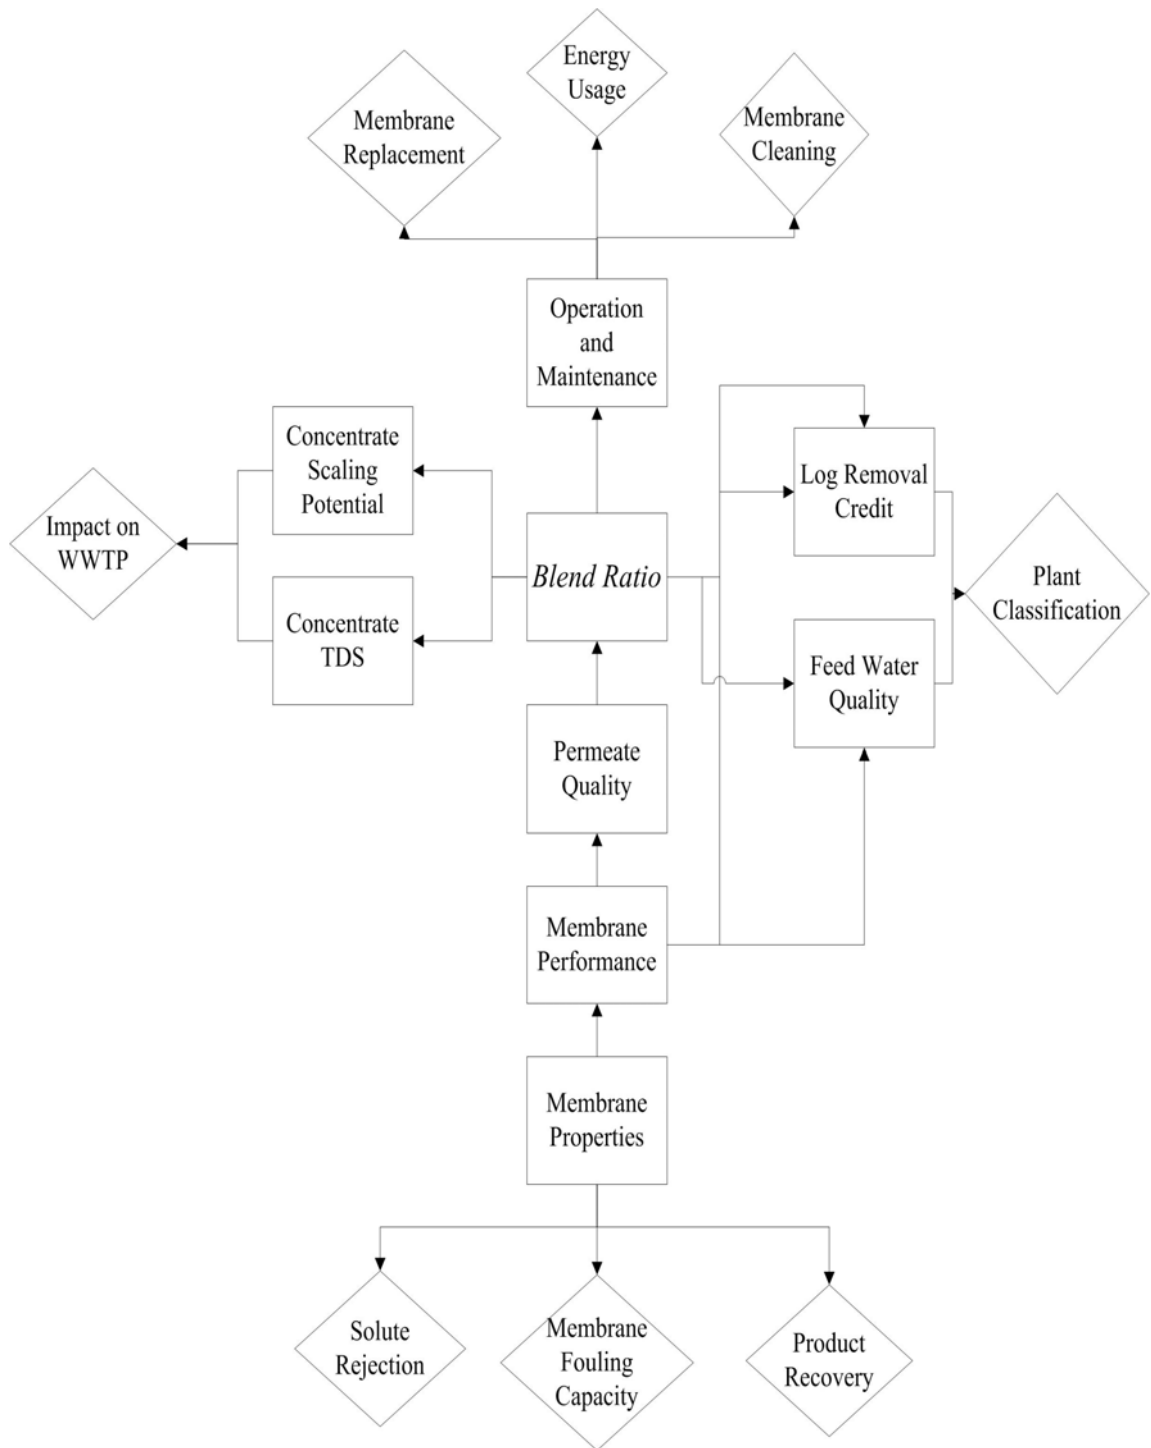 Energy
Usage
Membrane
Replacement
Membrane
Cleaning
Operation
and
Maintenance
Concentrate
Scaling
Potential
Log Removal
Credit
Impact on
WWTP
Blend Ratio
Plant
Classification
Concentrate
TDS
Feed Water
Quality
Permeate
Quality
Membrane
Performance
Membrane
Properties
Solute
Rejection
Membrane
Fouling
Capacity
Product
Recovery